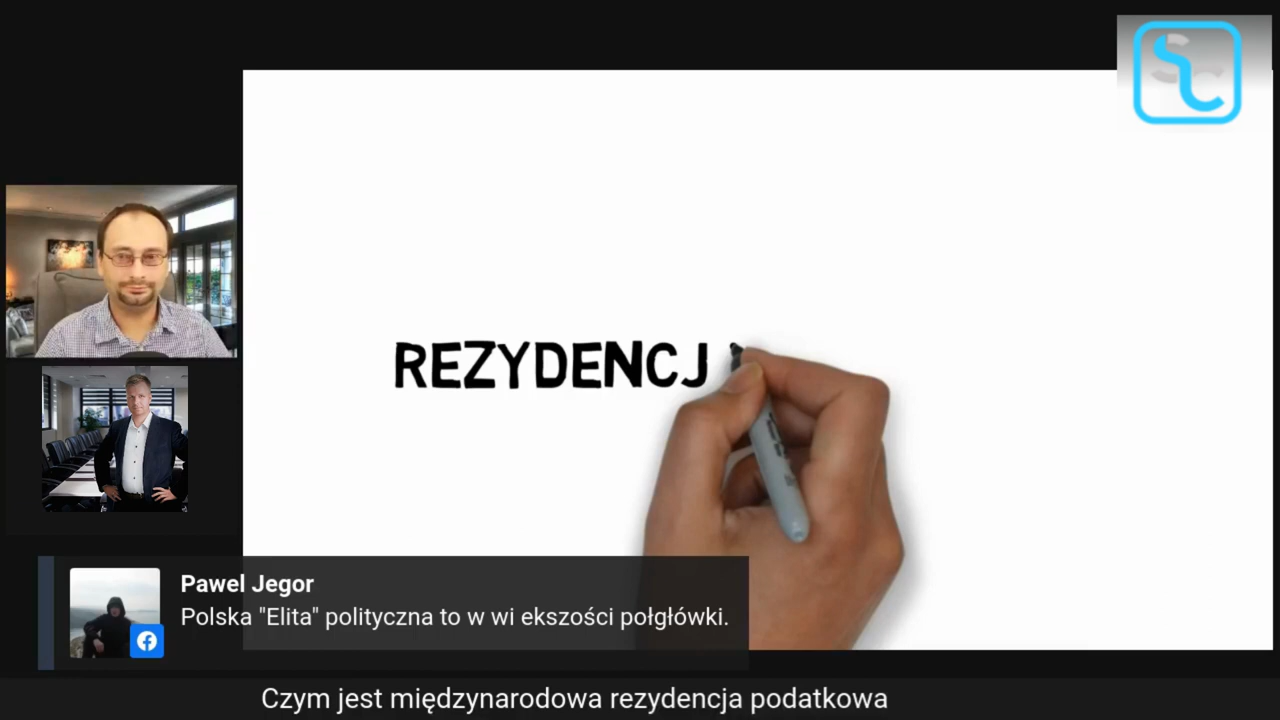 REZYDENCJ
Pawel Jegor
Polska "Elita" polityczna to w wi ekszości połgłówki.
Czym jest międzynarodowa rezydencja podatkowa